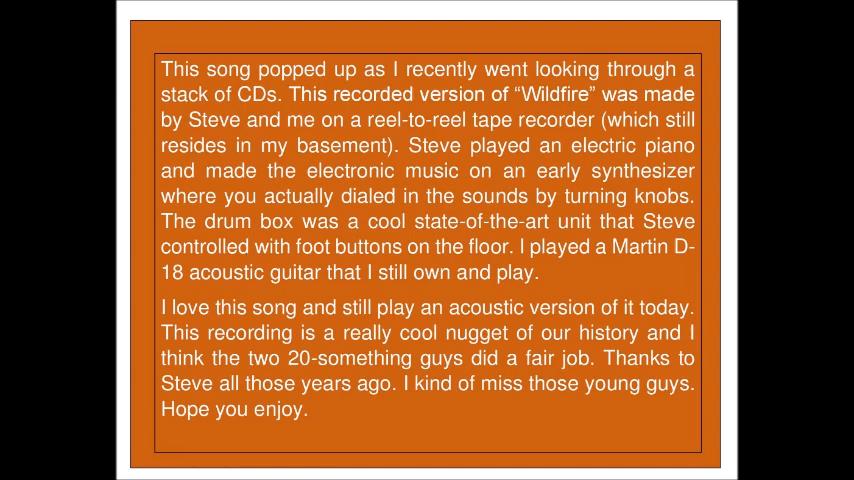 This song popped up as I recently went looking through a
stack of CDs. This recorded version of “Wildfire” was made
by Steve and me on a reel-to-reel tape recorder (which still
resides in my basement). Steve played an electric piano
and made the electronic music on an early synthesizer
where you actually dialed in the sounds by turning knobs.
The drum box was a cool state-of-the-art unit that Steve
controlled with foot buttons on the floor. I played a Martin D-
18 acoustic guitar that I still own and play.
I love this song and still play an acoustic version of it today.
This recording is a really cool nugget of our history and I
think the two 20-something guys did a fair job. Thanks to
Steve all those years ago. I kind of miss those young guys.
Hope you enjoy.